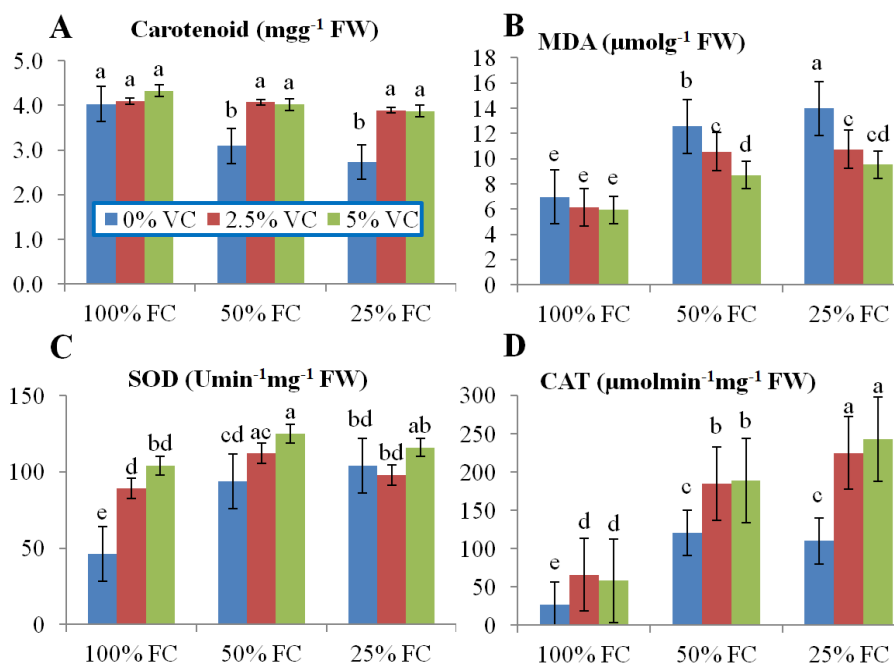 A
Carotenoid (mgg⁻¹ FW)
5.0
4.0
3.0
2.0
1.0
0.0
a a a
b a a
b a a
0% VC 2.5% VC 5% VC
100% FC 50% FC 25% FC
B
MDA (µmolg⁻¹ FW)
18
16
14
12
10
8
6
4
2
0
e e e
b c d
a c cd
100% FC 50% FC 25% FC
C
SOD (Umin⁻¹mg⁻¹ FW)
150
100
50
0
e d bd
cd ac a
bd bd ab
100% FC 50% FC 25% FC
D
CAT (µmolmin⁻¹mg⁻¹ FW)
300
250
200
150
100
50
0
e d d
c b b
c a a
100% FC 50% FC 25% FC